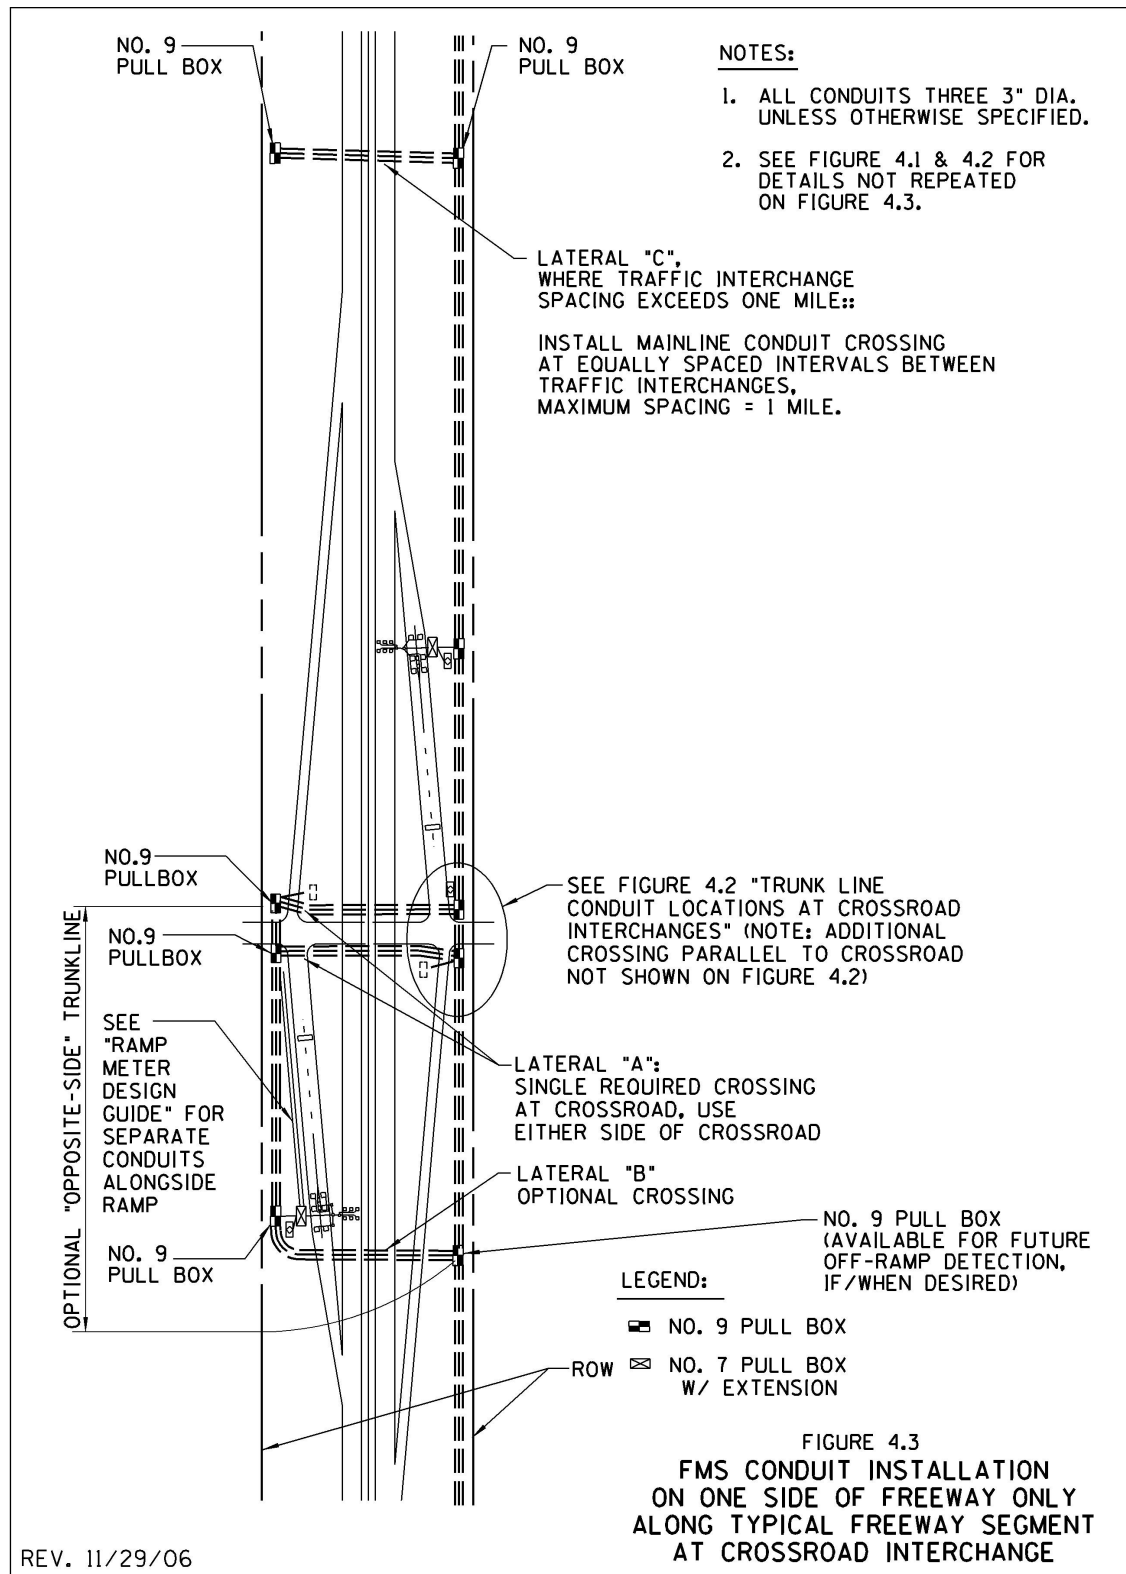 NO. 9
PULL BOX
NO. 9
PULL BOX
NOTES:
1. ALL CONDUITS THREE 3" DIA.
UNLESS OTHERWISE SPECIFIED.
2. SEE FIGURE 4.1 & 4.2 FOR
DETAILS NOT REPEATED
ON FIGURE 4.3.
LATERAL "C",
WHERE TRAFFIC INTERCHANGE
SPACING EXCEEDS ONE MILE::
INSTALL MAINLINE CONDUIT CROSSING
AT EQUALLY SPACED INTERVALS BETWEEN
TRAFFIC INTERCHANGES,
MAXIMUM SPACING = 1 MILE.
NO.9
PULLBOX
NO.9
PULLBOX
OPTIONAL "OPPOSITE-SIDE" TRUNKLINE
SEE
"RAMP
METER
DESIGN
GUIDE" FOR
SEPARATE
CONDUITS
ALONGSIDE
RAMP
NO. 9
PULL BOX
SEE FIGURE 4.2 "TRUNK LINE
CONDUIT LOCATIONS AT CROSSROAD
INTERCHANGES" (NOTE: ADDITIONAL
CROSSING PARALLEL TO CROSSROAD
NOT SHOWN ON FIGURE 4.2)
LATERAL "A":
SINGLE REQUIRED CROSSING
AT CROSSROAD, USE
EITHER SIDE OF CROSSROAD
LATERAL "B"
OPTIONAL CROSSING
NO. 9 PULL BOX
(AVAILABLE FOR FUTURE
OFF-RAMP DETECTION,
IF/WHEN DESIRED)
LEGEND:
NO. 9 PULL BOX
NO. 7 PULL BOX
W/ EXTENSION
ROW
FIGURE 4.3
FMS CONDUIT INSTALLATION
ON ONE SIDE OF FREEWAY ONLY
ALONG TYPICAL FREEWAY SEGMENT
AT CROSSROAD INTERCHANGE
REV. 11/29/06